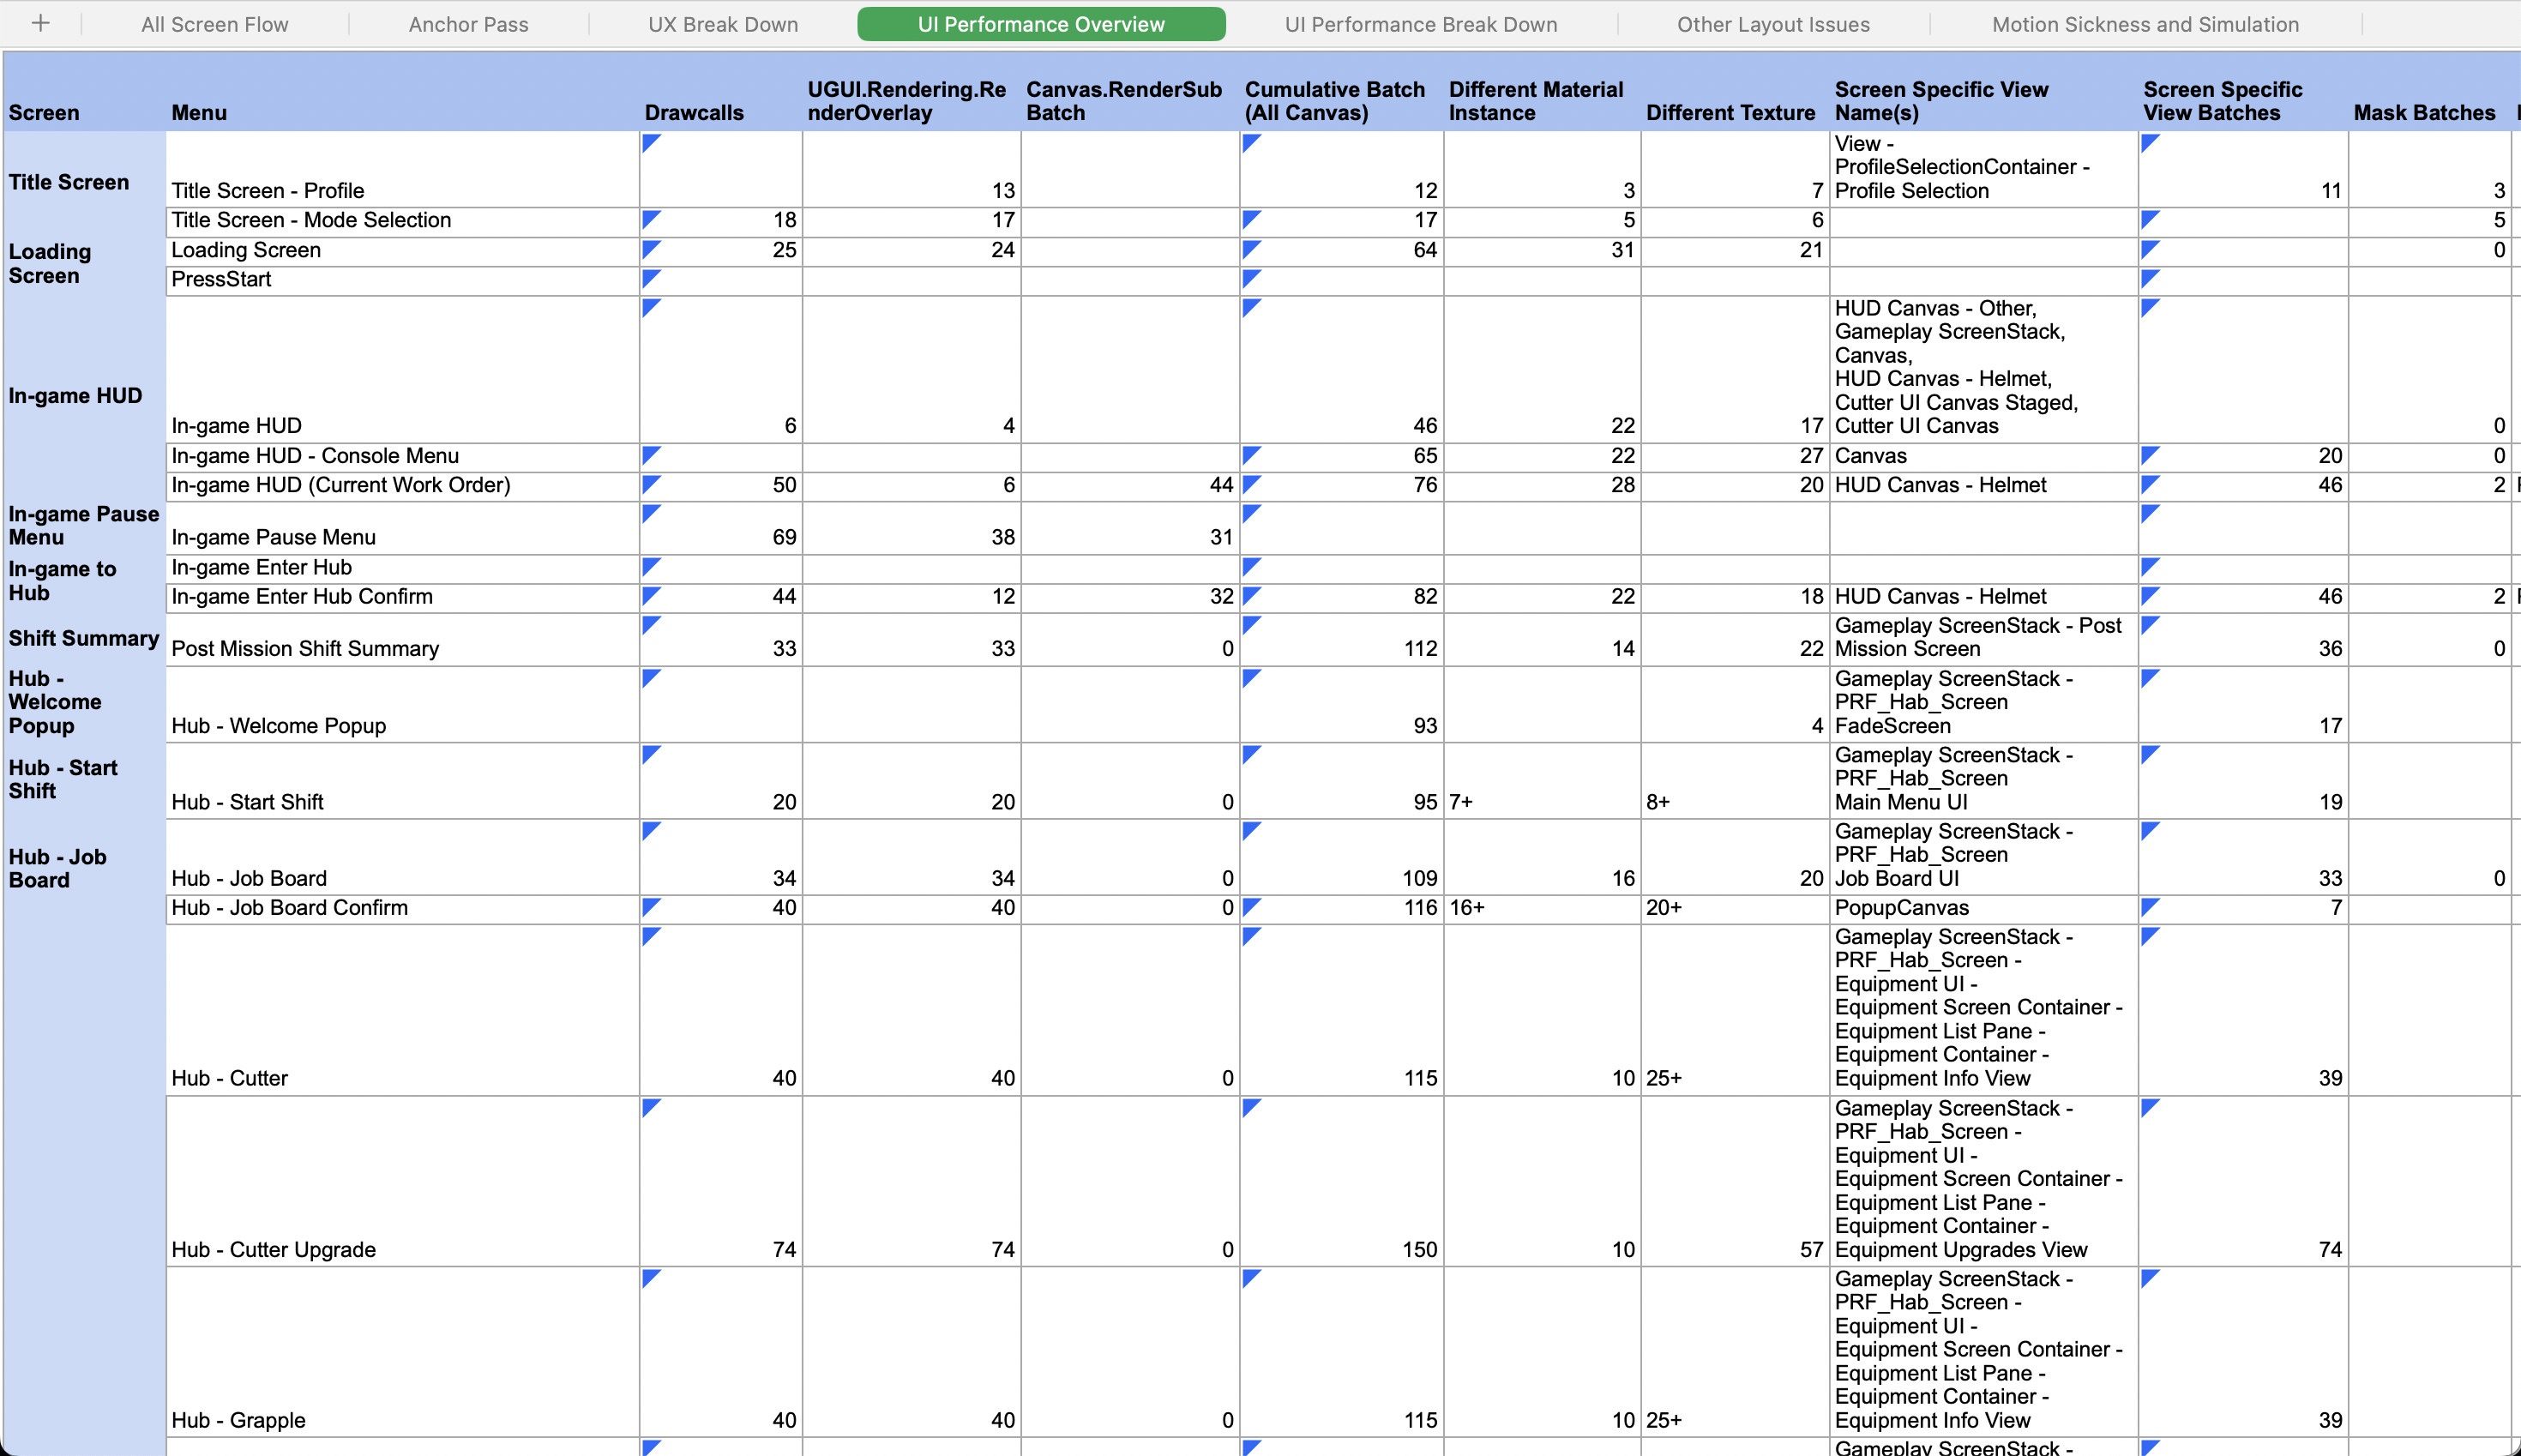 + All Screen Flow Anchor Pass UX Break Down UI Performance Overview UI Performance Break Down Other Layout Issues Motion Sickness and Simulation
Screen Menu Drawcalls UGUI.Rendering.Re Canvas.RenderSub Cumulative Batch Different Material Different Texture Screen Specific View Screen Specific Mask Batches
nderOverlay Batch (All Canvas) Instance Name(s) View Batches
View -
ProfileSelectionContainer -
Title Screen Title Screen - Profile 13 12 3 7 Profile Selection 11 3
Title Screen - Mode Selection 18 17 17 5 6 5
Loading
Screen
Loading Screen 25 24 64 31 21 0
PressStart
HUD Canvas - Other,
Gameplay ScreenStack,
Canvas,
HUD Canvas - Helmet,
Cutter UI Canvas Staged,
In-game HUD In-game HUD 6 4 46 22 17 Cutter UI Canvas 0
In-game HUD - Console Menu 65 22 27 Canvas 20 0
In-game HUD (Current Work Order) 50 6 44 76 28 20 HUD Canvas - Helmet 46 2
In-game Pause
Menu
In-game Pause Menu 69 38 31
In-game to
Hub
In-game Enter Hub
In-game Enter Hub Confirm 44 12 32 82 22 18 HUD Canvas - Helmet 46 2
Gameplay ScreenStack - Post
Shift Summary Post Mission Shift Summary 33 33 0 112 14 22 Mission Screen 36 0
Hub -
Welcome
Popup
Gameplay ScreenStack -
PRF_Hab_Screen
Hub - Welcome Popup 93 4 FadeScreen 17
Hub - Start
Shift
Gameplay ScreenStack -
PRF_Hab_Screen
Hub - Start Shift 20 20 0 95 7+ 8+ Main Menu UI 19
Hub - Job
Board
Gameplay ScreenStack -
PRF_Hab_Screen
Hub - Job Board 34 34 0 109 16 20 Job Board UI 33 0
Hub - Job Board Confirm 40 40 0 116 16+ 20+ PopupCanvas 7
Gameplay ScreenStack -
PRF_Hab_Screen -
Equipment UI -
Equipment Screen Container -
Equipment List Pane -
Equipment Container -
Hub - Cutter 40 40 0 115 10 25+ Equipment Info View 39
Gameplay ScreenStack -
PRF_Hab_Screen -
Equipment UI -
Equipment Screen Container -
Equipment List Pane -
Equipment Container -
Hub - Cutter Upgrade 74 74 0 150 10 57 Equipment Upgrades View 74
Gameplay ScreenStack -
PRF_Hab_Screen -
Equipment UI -
Equipment Screen Container -
Equipment List Pane -
Equipment Container -
Hub - Grapple 40 40 0 115 10 25+ Equipment Info View 39
Gameplay ScreenStack -